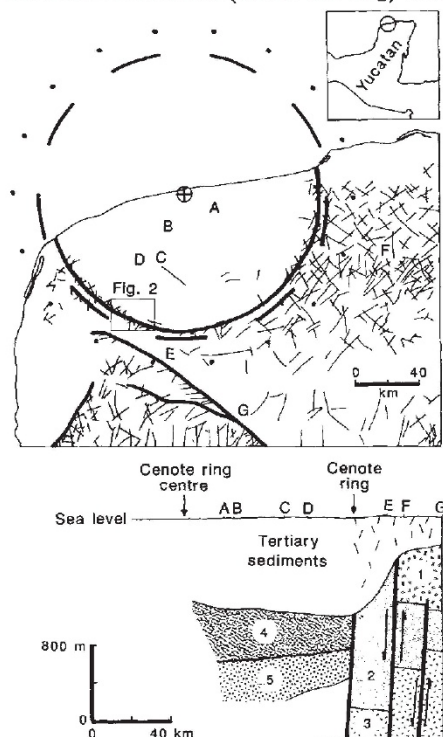 Yucatan
A
B
D C
F
Fig. 2
E
0 40
km
G
Cenote ring
centre
Cenote
ring
AB C D E F G
Sea level
Tertiary
sediments
1
800 m
4
5
2
3
0
0 40 km